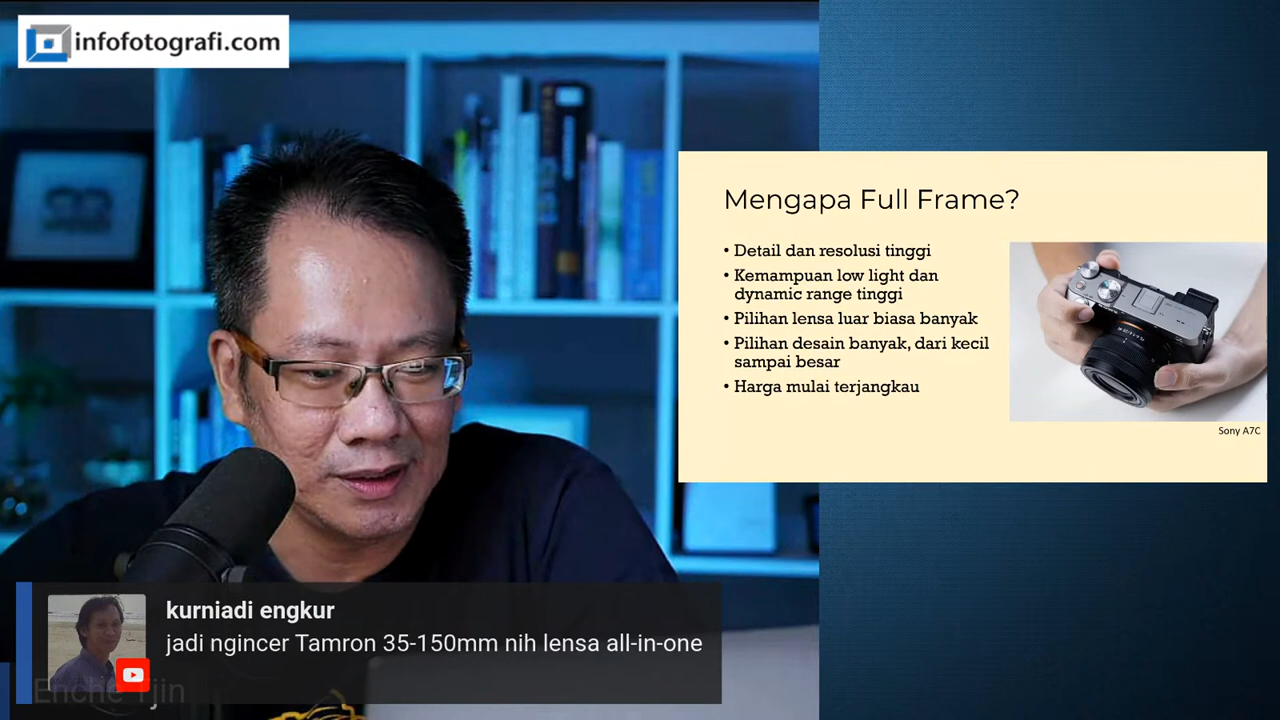 infofotografi.com
Mengapa Full Frame?
• Detail dan resolusi tinggi
• Kemampuan low light dan
dynamic range tinggi
• Pilihan lensa luar biasa banyak
• Pilihan desain banyak, dari kecil
sampai besar
• Harga mulai terjangkau
Sony A7C
kurniadi engkur
jadi ngincer Tamron 35-150mm nih lensa all-in-one
Enche Tjin